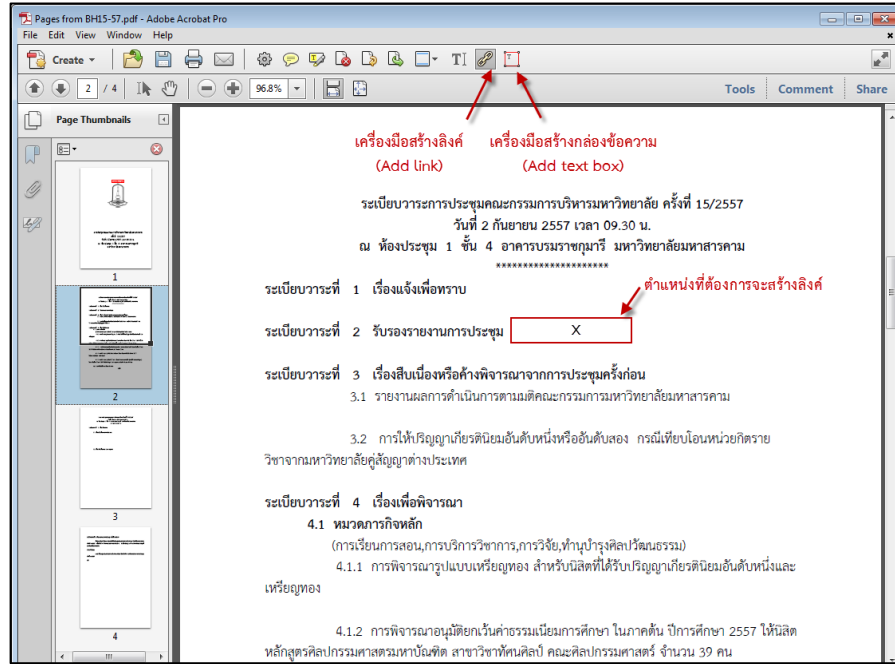 Pages from BH15-57.pdf - Adobe Acrobat Pro
File Edit View Window Help
Create
2 / 4
96.8%
Tools Comment Share
Page Thumbnails
1
2
3
4
เครื่องมือสร้างลิงค์
(Add link)
เครื่องมือสร้างกล่องข้อความ
(Add text box)
ระเบียบวาระการประชุมคณะกรรมการบริหารมหาวิทยาลัย ครั้งที่ 15/2557
วันที่ 2 กันยายน 2557 เวลา 09.30 น.
ณ ห้องประชุม 1 ชั้น 4 อาคารบรมราชกุมารี มหาวิทยาลัยมหาสารคาม
*********************
ระเบียบวาระที่ 1 เรื่องแจ้งเพื่อทราบ
ตำแหน่งที่ต้องการจะสร้างลิงค์
ระเบียบวาระที่ 2 รับรองรายงานการประชุม X
ระเบียบวาระที่ 3 เรื่องสืบเนื่องหรือค้างพิจารณาจากการประชุมครั้งก่อน
3.1 รายงานผลการดำเนินการตามมติคณะกรรมการมหาวิทยาลัยมหาสารคาม
3.2 การให้ปริญญาเกียรตินิยมอันดับหนึ่งหรืออันดับสอง กรณีเทียบโอนหน่วยกิตราย
วิชาจากมหาวิทยาลัยคู่สัญญาต่างประเทศ
ระเบียบวาระที่ 4 เรื่องเพื่อพิจารณา
4.1 หมวดภารกิจหลัก
(การเรียนการสอน,การบริการวิชาการ,การวิจัย,ทำนุบำรุงศิลปวัฒนธรรม)
4.1.1 การพิจารณารูปแบบเหรียญทอง สำหรับนิสิตที่ได้รับปริญญาเกียรตินิยมอันดับหนึ่งและ
เหรียญทอง
4.1.2 การพิจารณาอนุมัติยกเว้นค่าธรรมเนียมการศึกษา ในภาคต้น ปีการศึกษา 2557 ให้นิสิต
หลักสูตรศิลปกรรมศาสตรมหาบัณฑิต สาขาวิชาทัศนศิลป์ คณะศิลปกรรมศาสตร์ จำนวน 39 คน